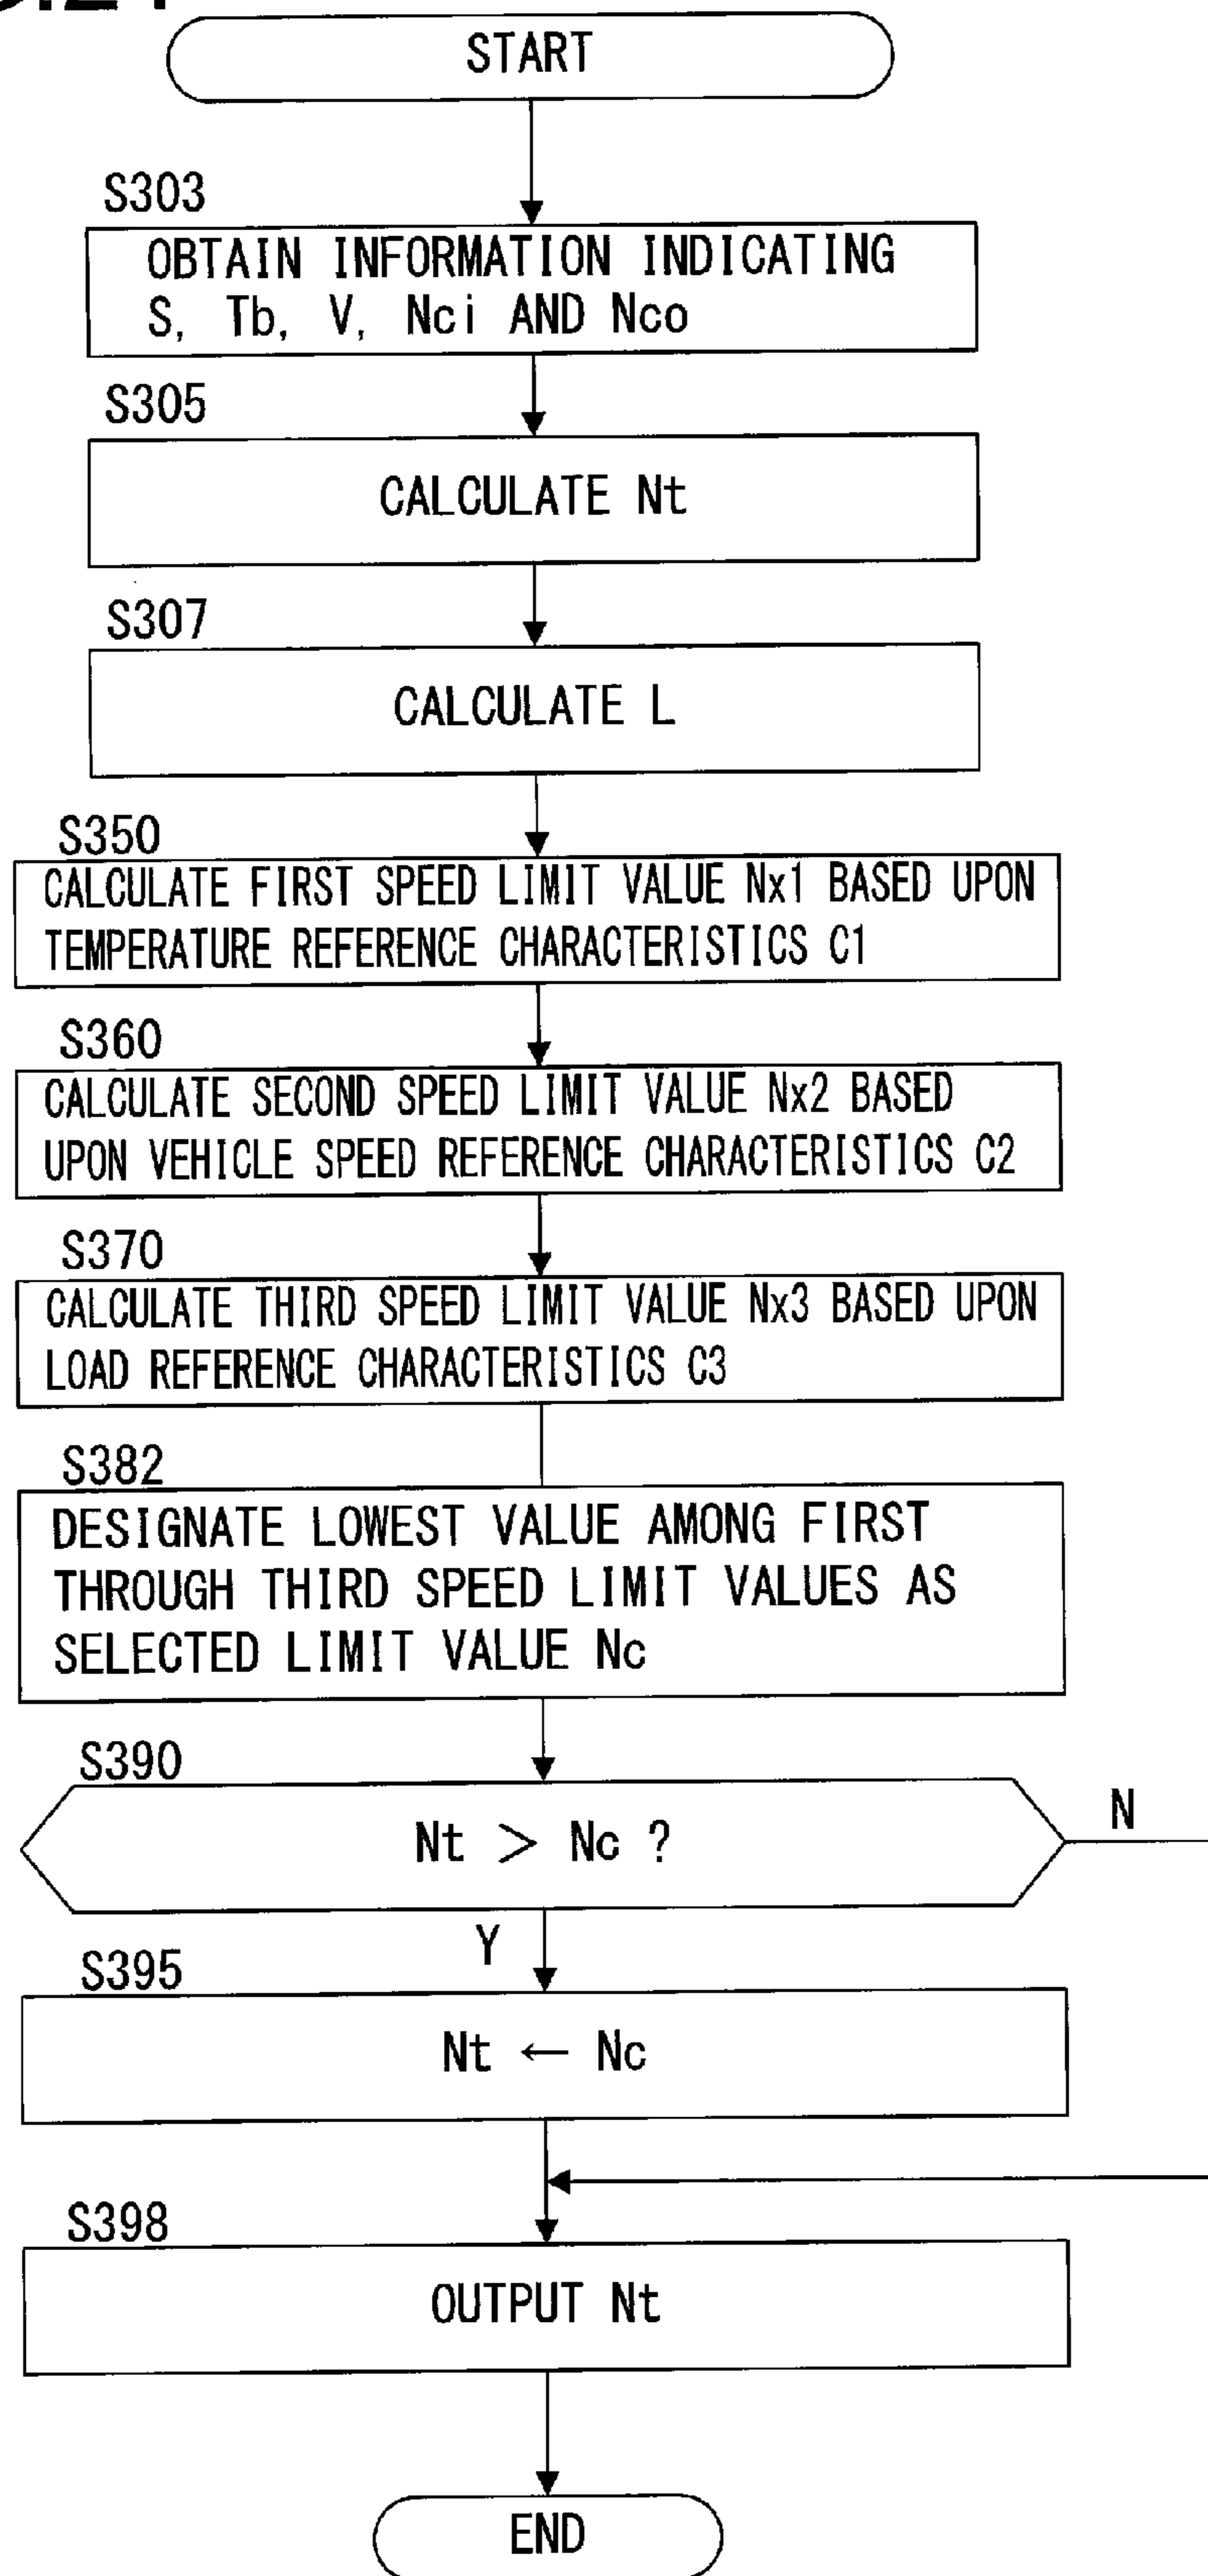 START
S303
OBTAIN INFORMATION INDICATING
S, Tb, V, Nci AND Nco
S305
CALCULATE Nt
S307
CALCULATE L
S350
CALCULATE FIRST SPEED LIMIT VALUE Nx1 BASED UPON
TEMPERATURE REFERENCE CHARACTERISTICS C1
S360
CALCULATE SECOND SPEED LIMIT VALUE Nx2 BASED
UPON VEHICLE SPEED REFERENCE CHARACTERISTICS C2
S370
CALCULATE THIRD SPEED LIMIT VALUE Nx3 BASED UPON
LOAD REFERENCE CHARACTERISTICS C3
S382
DESIGNATE LOWEST VALUE AMONG FIRST
THROUGH THIRD SPEED LIMIT VALUES AS
SELECTED LIMIT VALUE Nc
S390
Nt > Nc ?
N
Y
S395
Nt ← Nc
S398
OUTPUT Nt
END